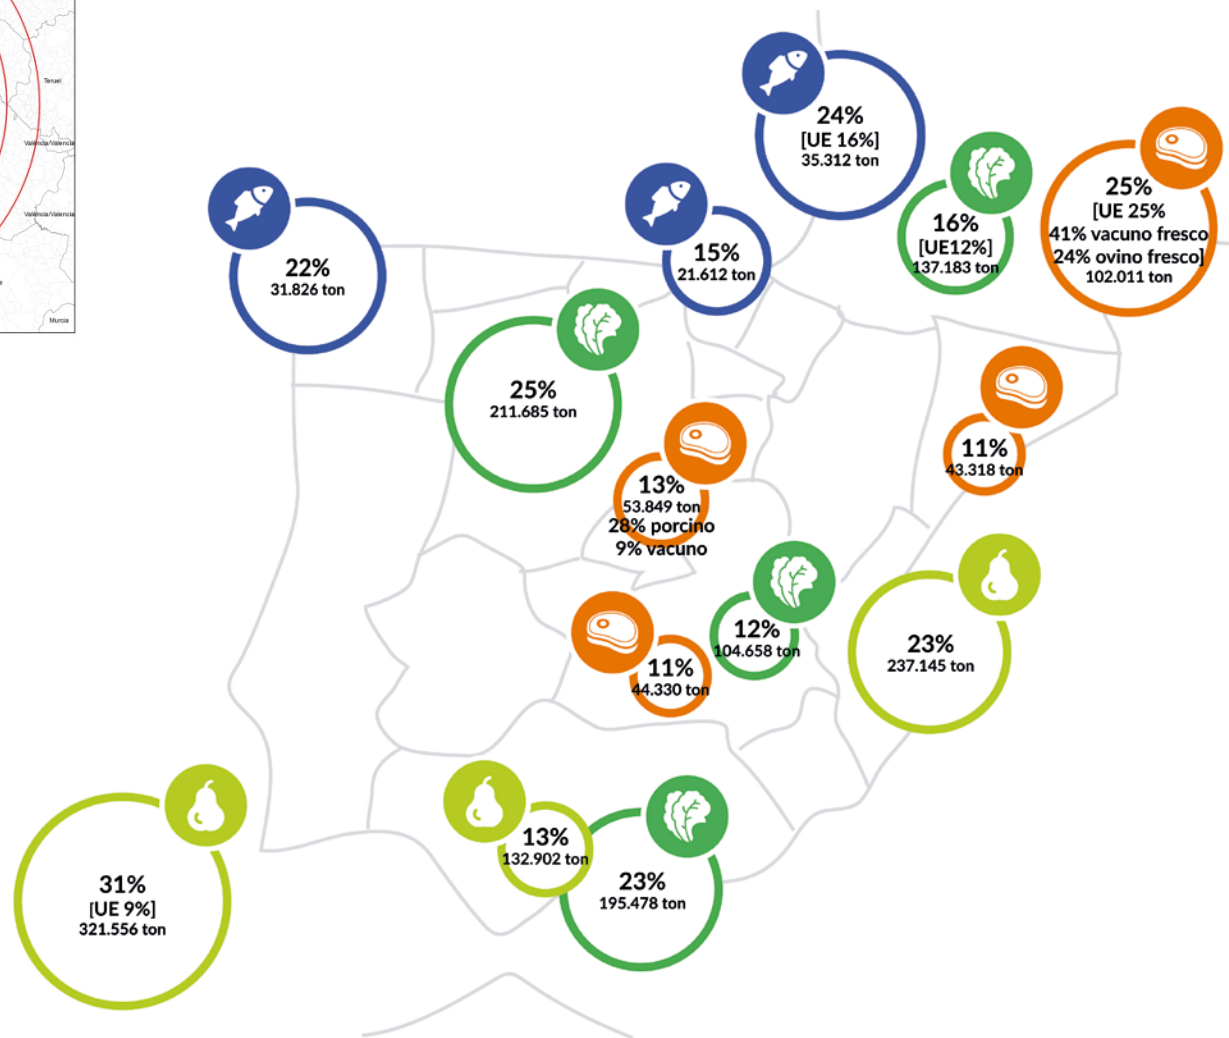 Teruel
València/Valencia
València/Valencia
Murcia
24%
[UE 16%]
35.312 ton
16%
[UE12%]
137.183 ton
25%
[UE 25%
41% vacuno fresco
24% ovino fresco]
102.011 ton
22%
31.826 ton
15%
21.612 ton
25%
211.685 ton
11%
43.318 ton
13%
53.849 ton
28% porcino
9% vacuno
12%
104.658 ton
23%
237.145 ton
11%
44.330 ton
13%
132.902 ton
23%
195.478 ton
31%
[UE 9%]
321.556 ton